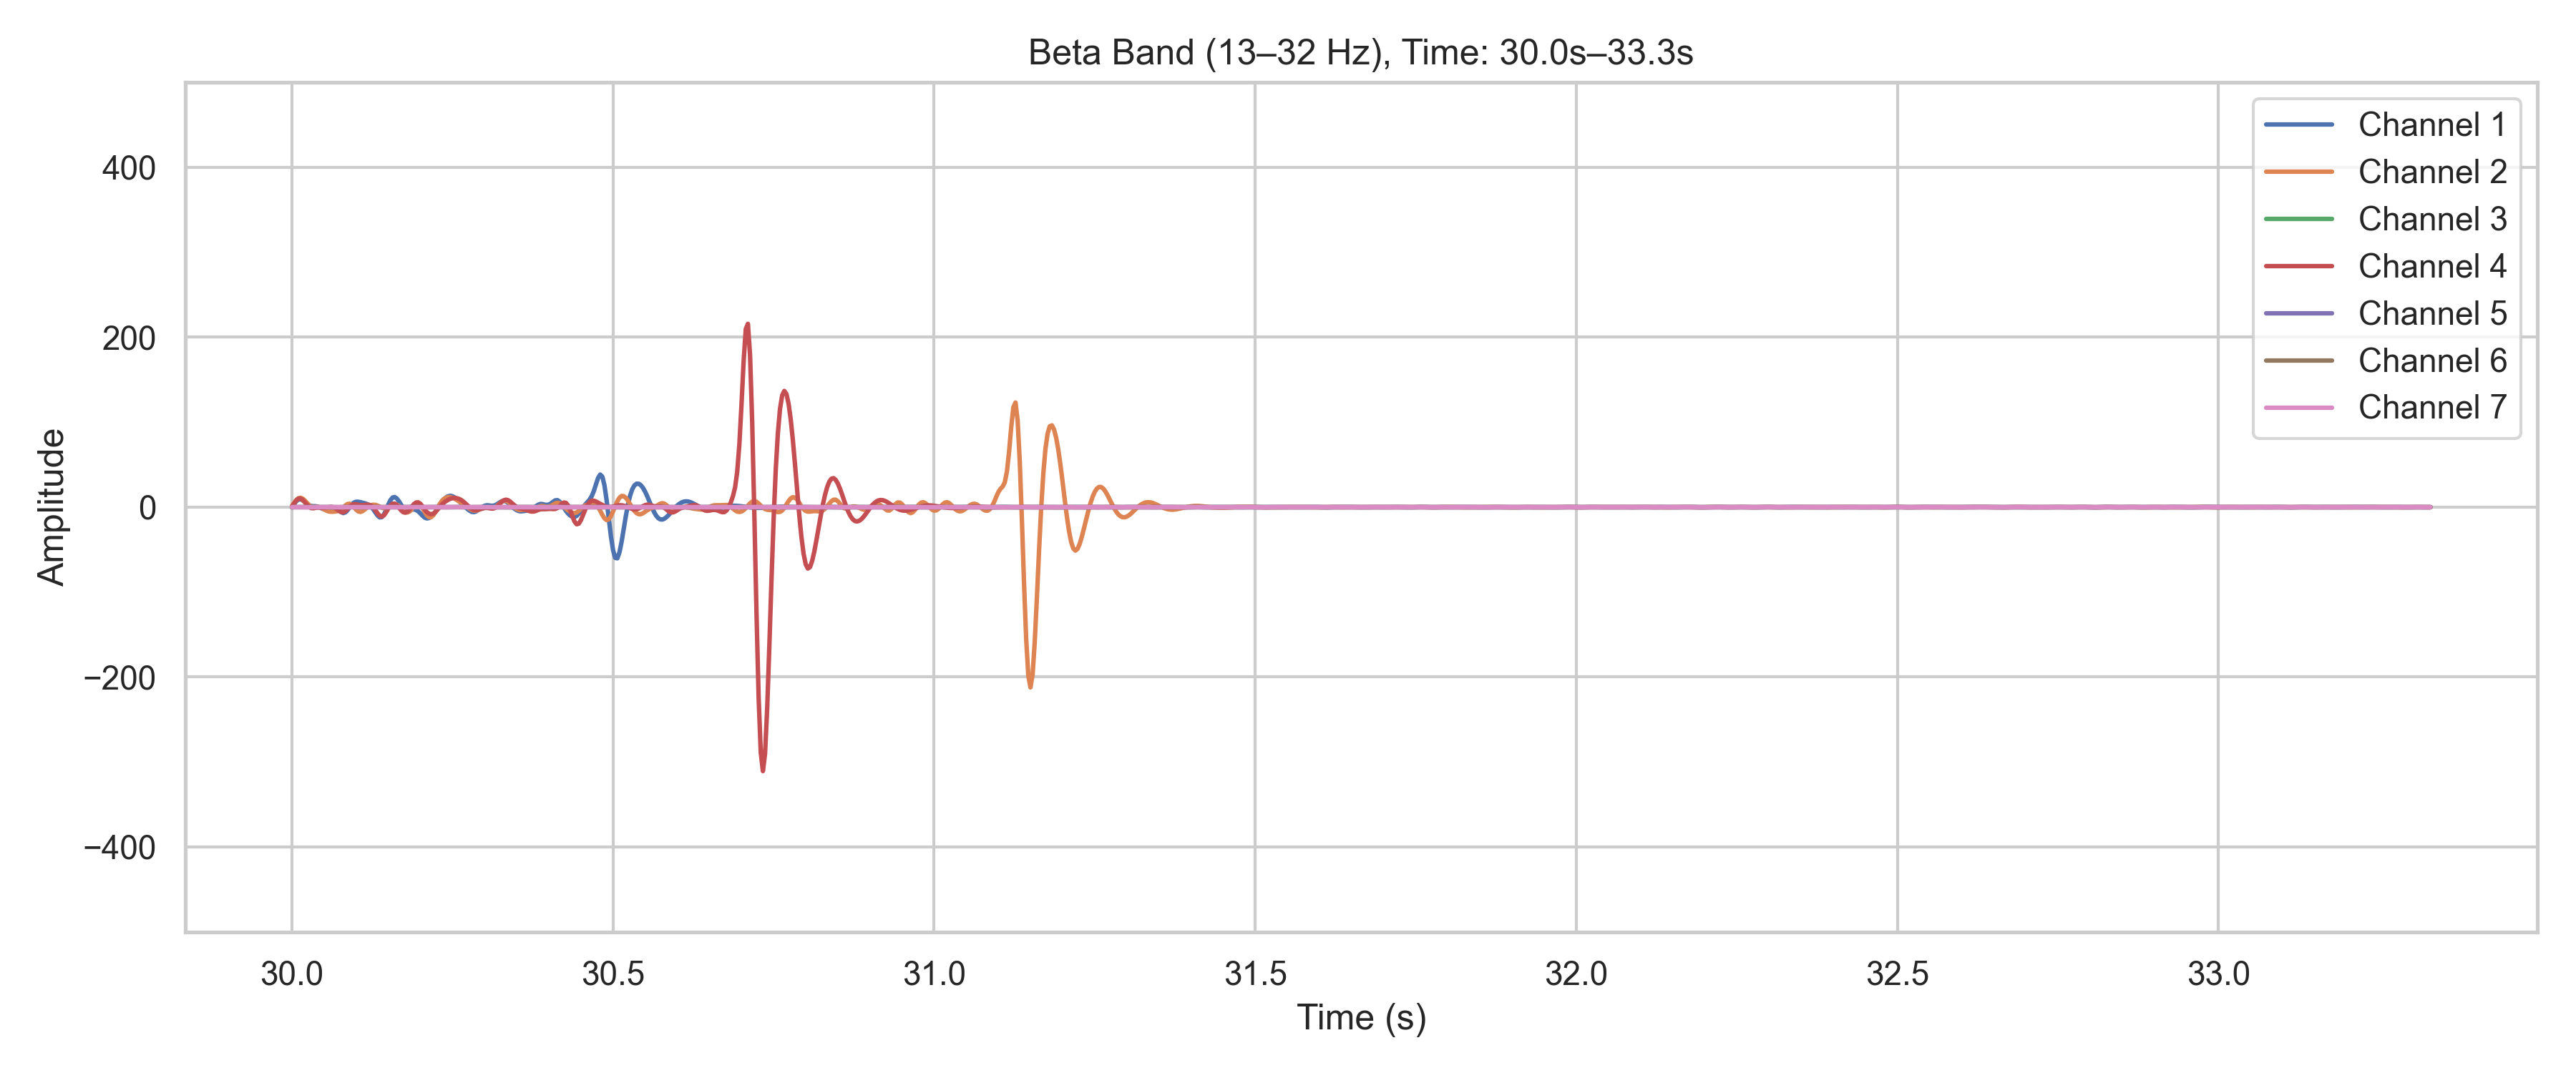 Beta Band (13–32 Hz), Time: 30.0s–33.3s
Channel 1
Channel 2
Channel 3
Channel 4
Channel 5
Channel 6
Channel 7
Amplitude
400
200
0
−200
−400
30.0 30.5 31.0 31.5 32.0 32.5 33.0
Time (s)